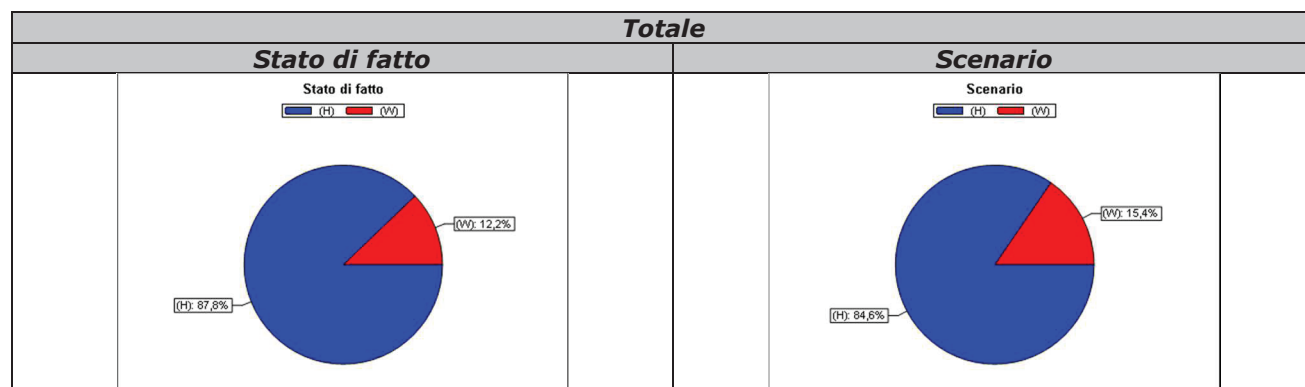 Totale
Stato di fatto Scenario
Stato di fatto
(H) (W)
(W): 12,2%
(H): 87,8%
Scenario
(H) (W)
(W): 15,4%
(H): 84,6%